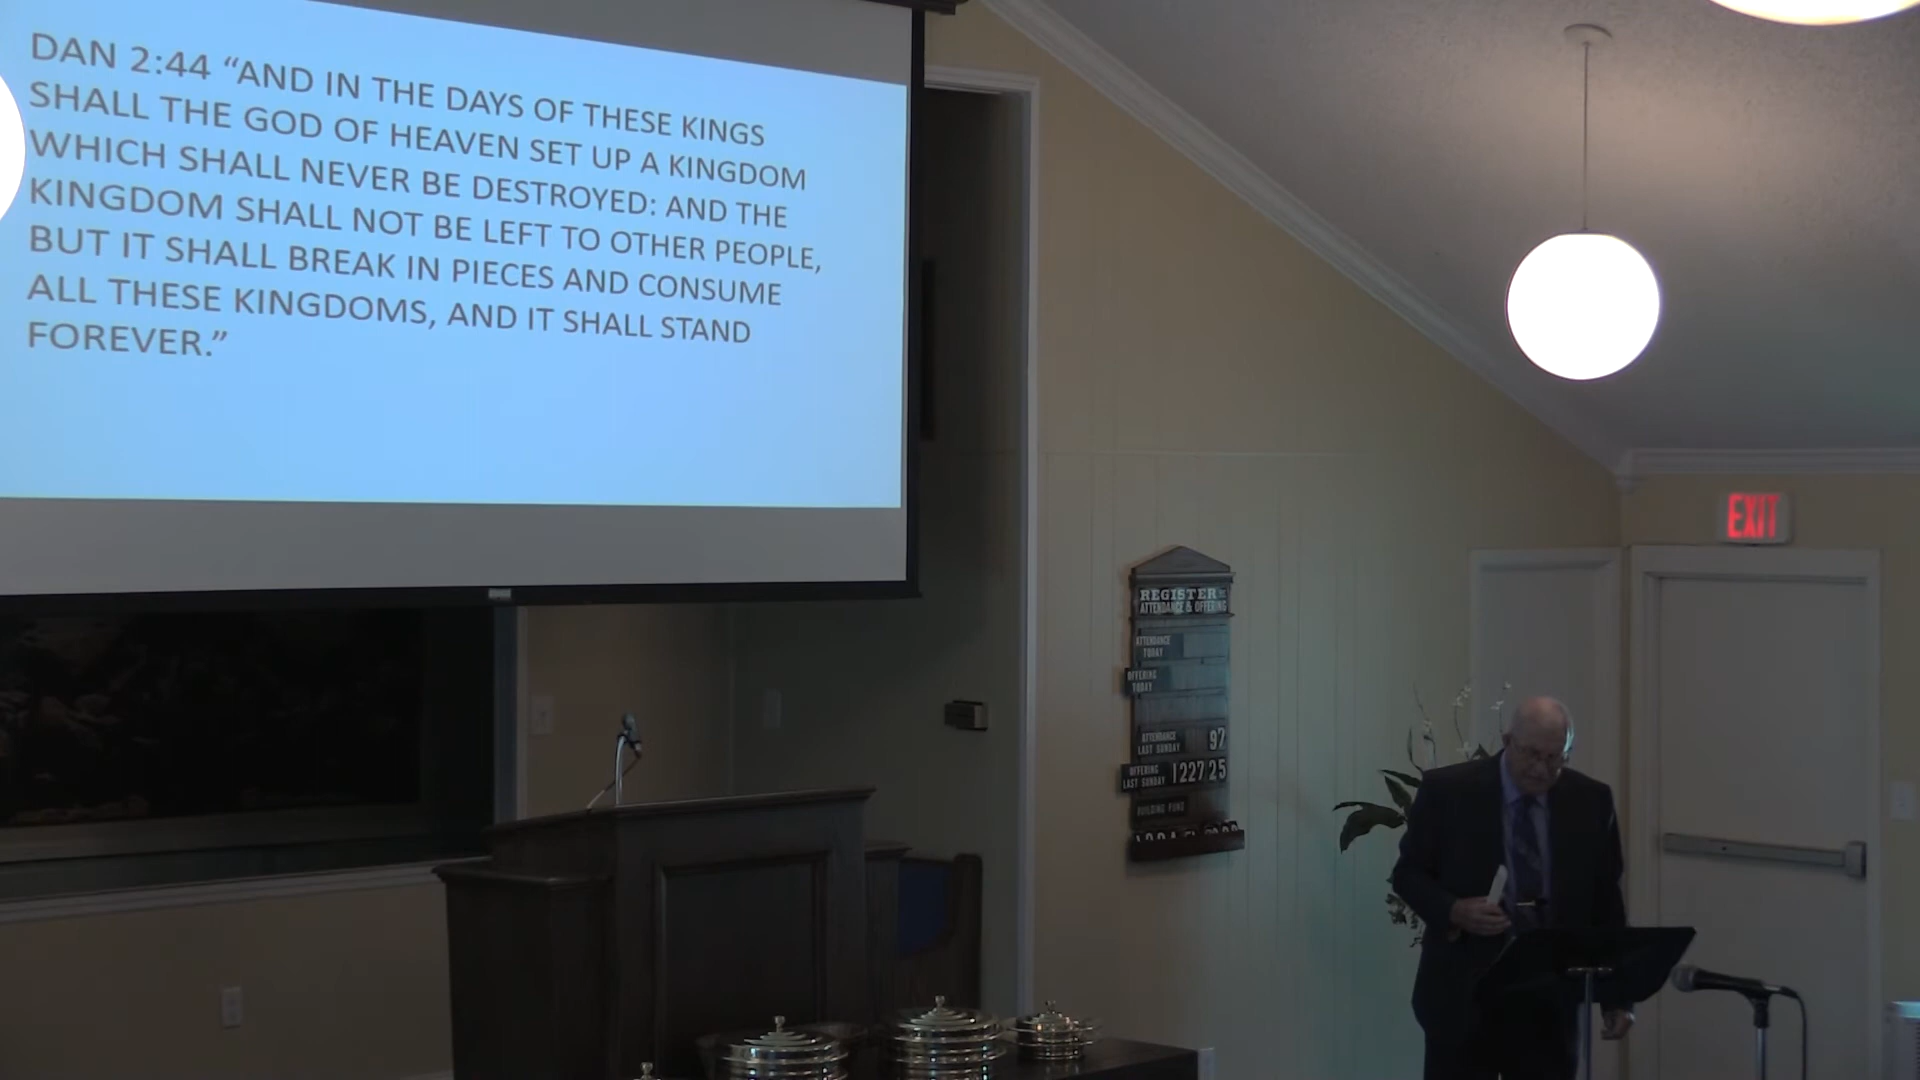 DAN 2:44 “AND IN THE DAYS OF THESE KINGS
SHALL THE GOD OF HEAVEN SET UP A KINGDOM
WHICH SHALL NEVER BE DESTROYED: AND THE
KINGDOM SHALL NOT BE LEFT TO OTHER PEOPLE,
BUT IT SHALL BREAK IN PIECES AND CONSUME
ALL THESE KINGDOMS, AND IT SHALL STAND
FOREVER.”
EXIT
REGISTER OF
ATTENDANCE & OFFERING
ATTENDANCE
TODAY
OFFERING
TODAY
ATTENDANCE
LAST SUNDAY 97
OFFERING
LAST SUNDAY 1227 25
BUILDING FUND